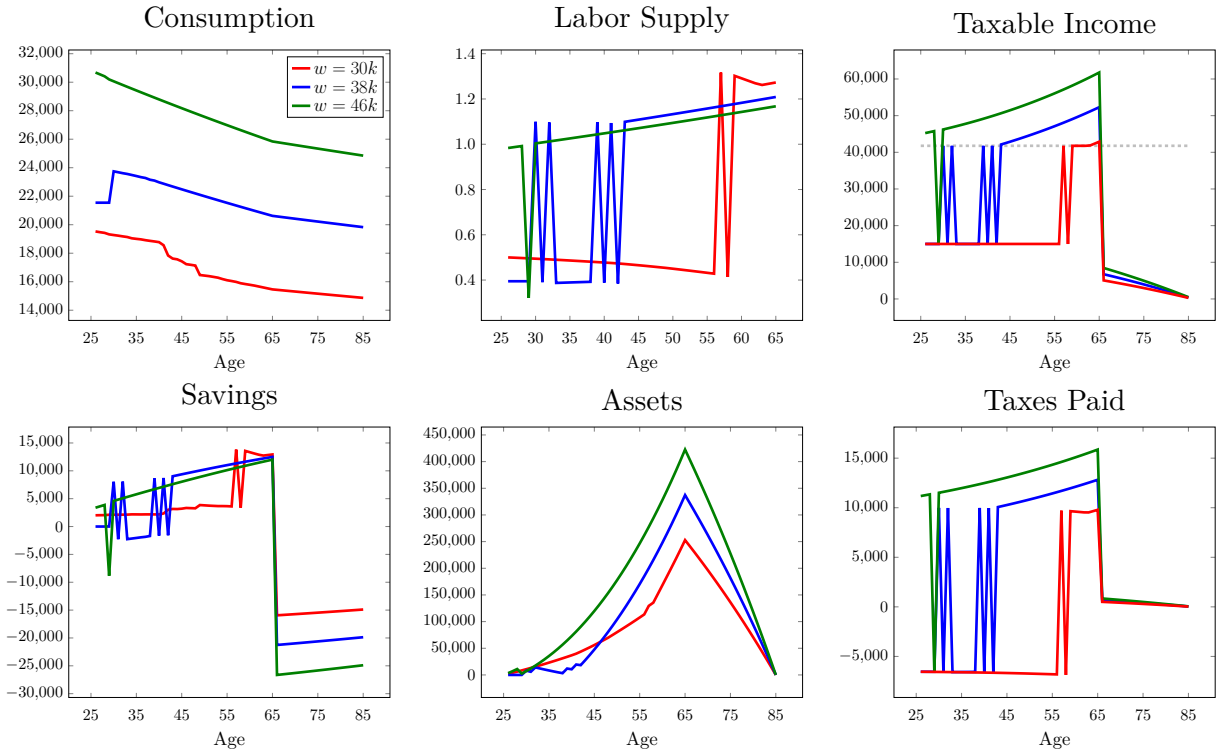 Consumption
32,000
30,000
28,000
26,000
24,000
22,000
20,000
18,000
16,000
14,000
w = 30k
w = 38k
w = 46k
25 35 45 55 65 75 85
Age
Labor Supply
1.4
1.2
1.0
0.8
0.6
0.4
25 30 35 40 45 50 55 60 65
Age
Taxable Income
60,000
50,000
40,000
30,000
20,000
10,000
0
25 35 45 55 65 75 85
Age
Savings
15,000
10,000
5,000
0
−5,000
−10,000
−15,000
−20,000
−25,000
−30,000
25 35 45 55 65 75 85
Age
Assets
450,000
400,000
350,000
300,000
250,000
200,000
150,000
100,000
50,000
0
25 35 45 55 65 75 85
Age
Taxes Paid
15,000
10,000
5,000
0
−5,000
25 35 45 55 65 75 85
Age